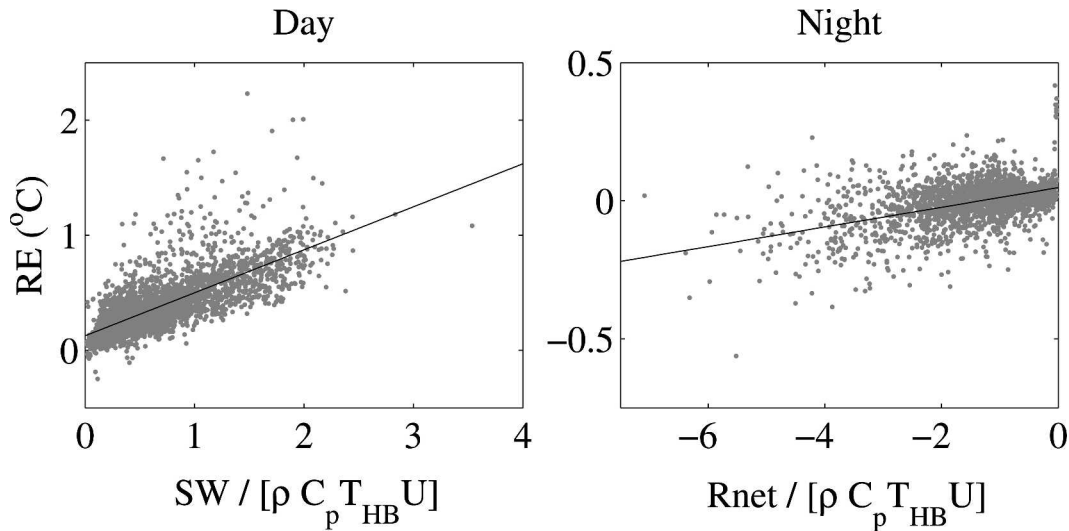 Day
RE (°C)
2
1
0
0 1 2 3 4
SW / [ρ C_p T_HB U]
Night
0.5
0
−0.5
−6 −4 −2 0
Rnet / [ρ C_p T_HB U]